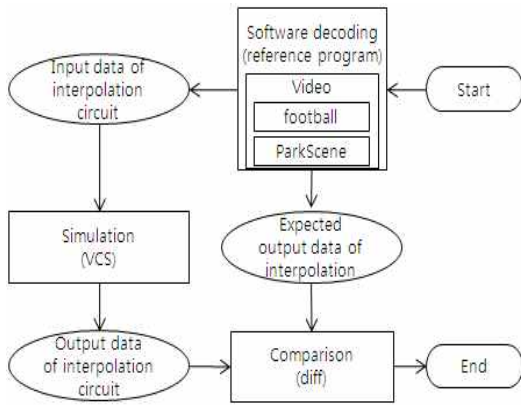 Software decoding
(reference program)
Video
football
ParkScene
Start
Input data of
interpolation
circuit
Simulation
(VCS)
Expected
output data of
interpolation
Output data
of interpolation
circuit
Comparison
(diff)
End